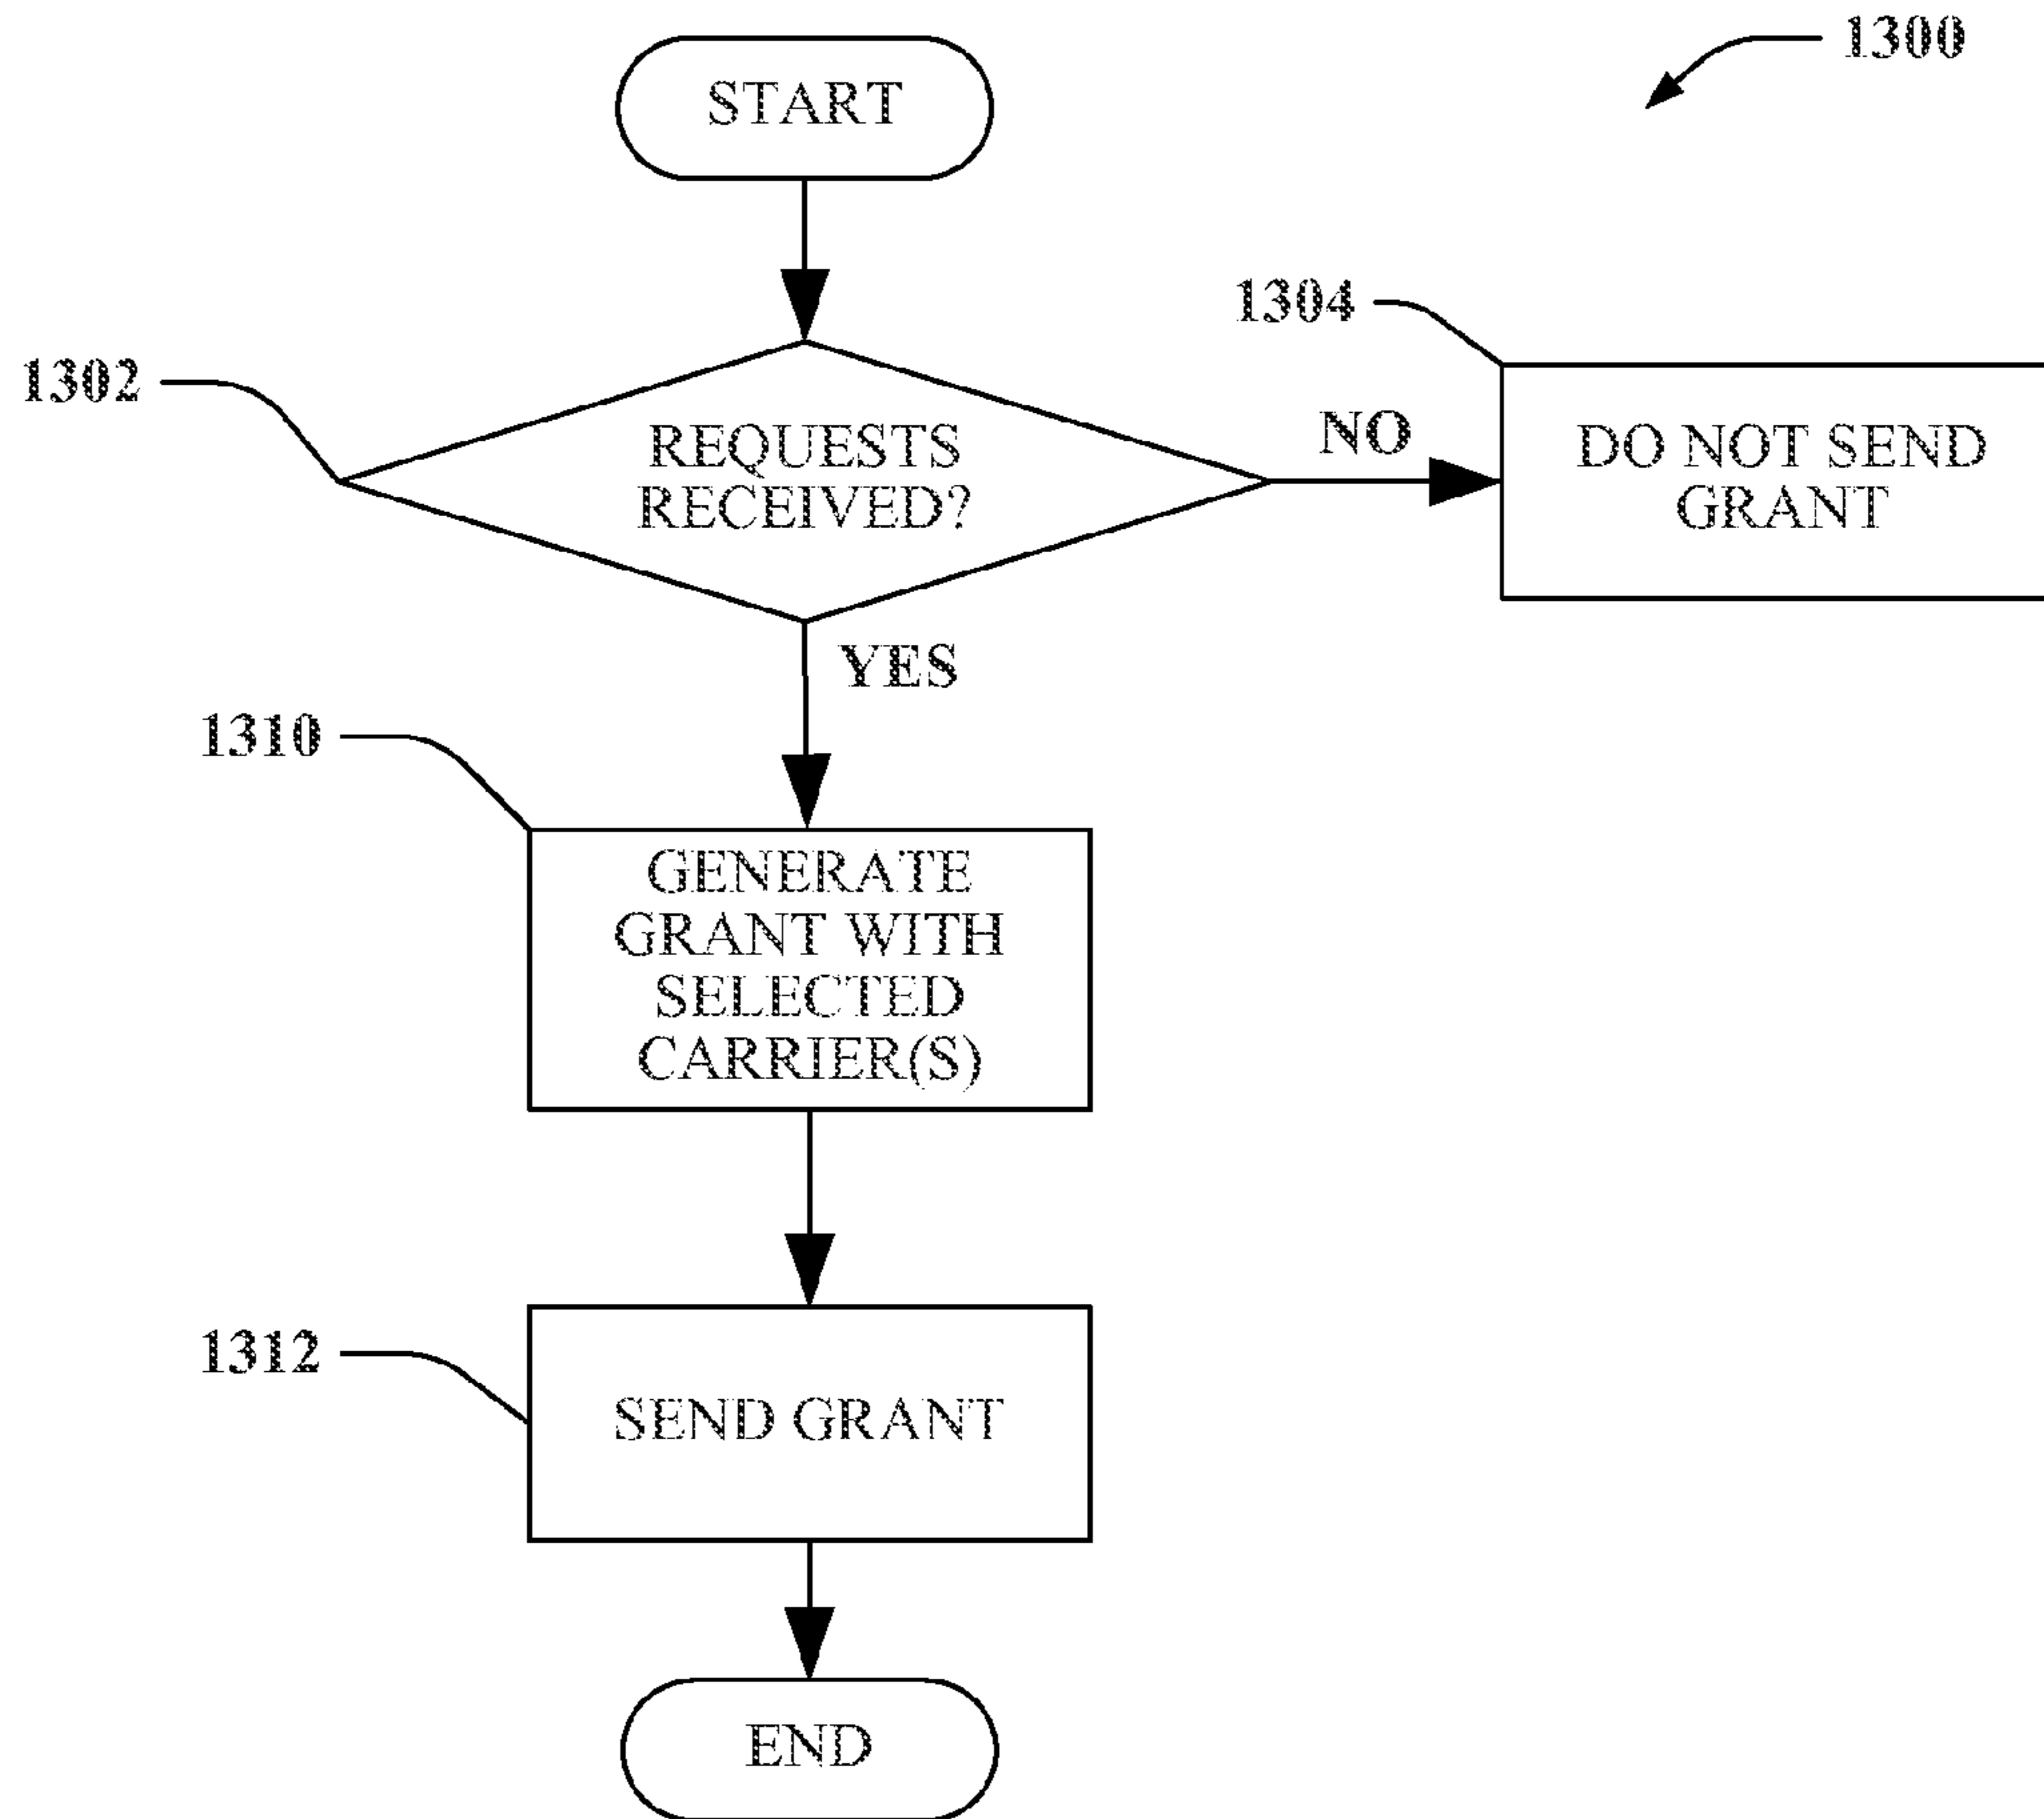 1300
START
1304
1302
REQUESTS
RECEIVED?
NO
DO NOT SEND
GRANT
YES
1310
GENERATE
GRANT WITH
SELECTED
CARRIER(S)
1312
SEND GRANT
END